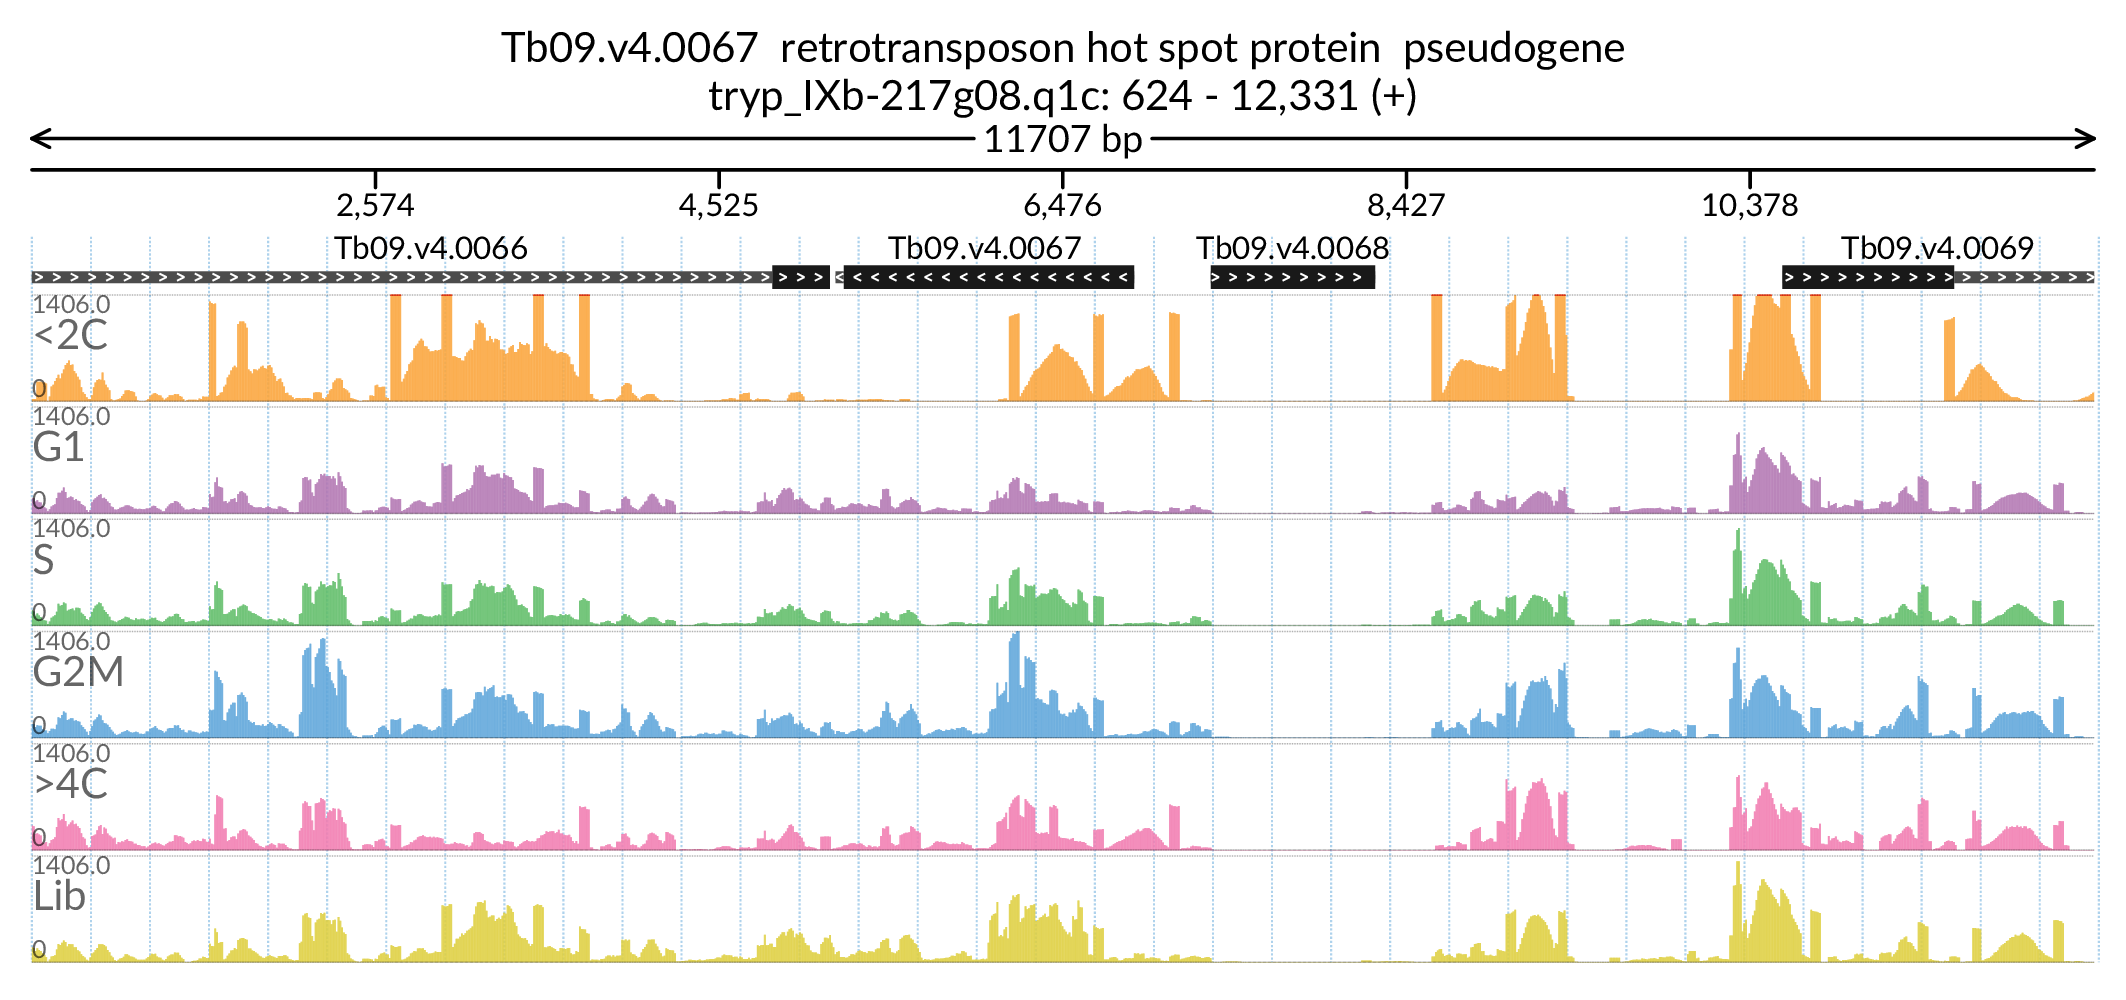 Tb09.v4.0067 retrotransposon hot spot protein pseudogene
tryp_IXb-217g08.q1c: 624 - 12,331 (+)
11707 bp
2,574 4,525 6,476 8,427 10,378
Tb09.v4.0066 Tb09.v4.0067 Tb09.v4.0068 Tb09.v4.0069
1406.0
<2C
0
1406.0
G1
0
1406.0
S
0
1406.0
G2M
0
1406.0
>4C
0
1406.0
Lib
0